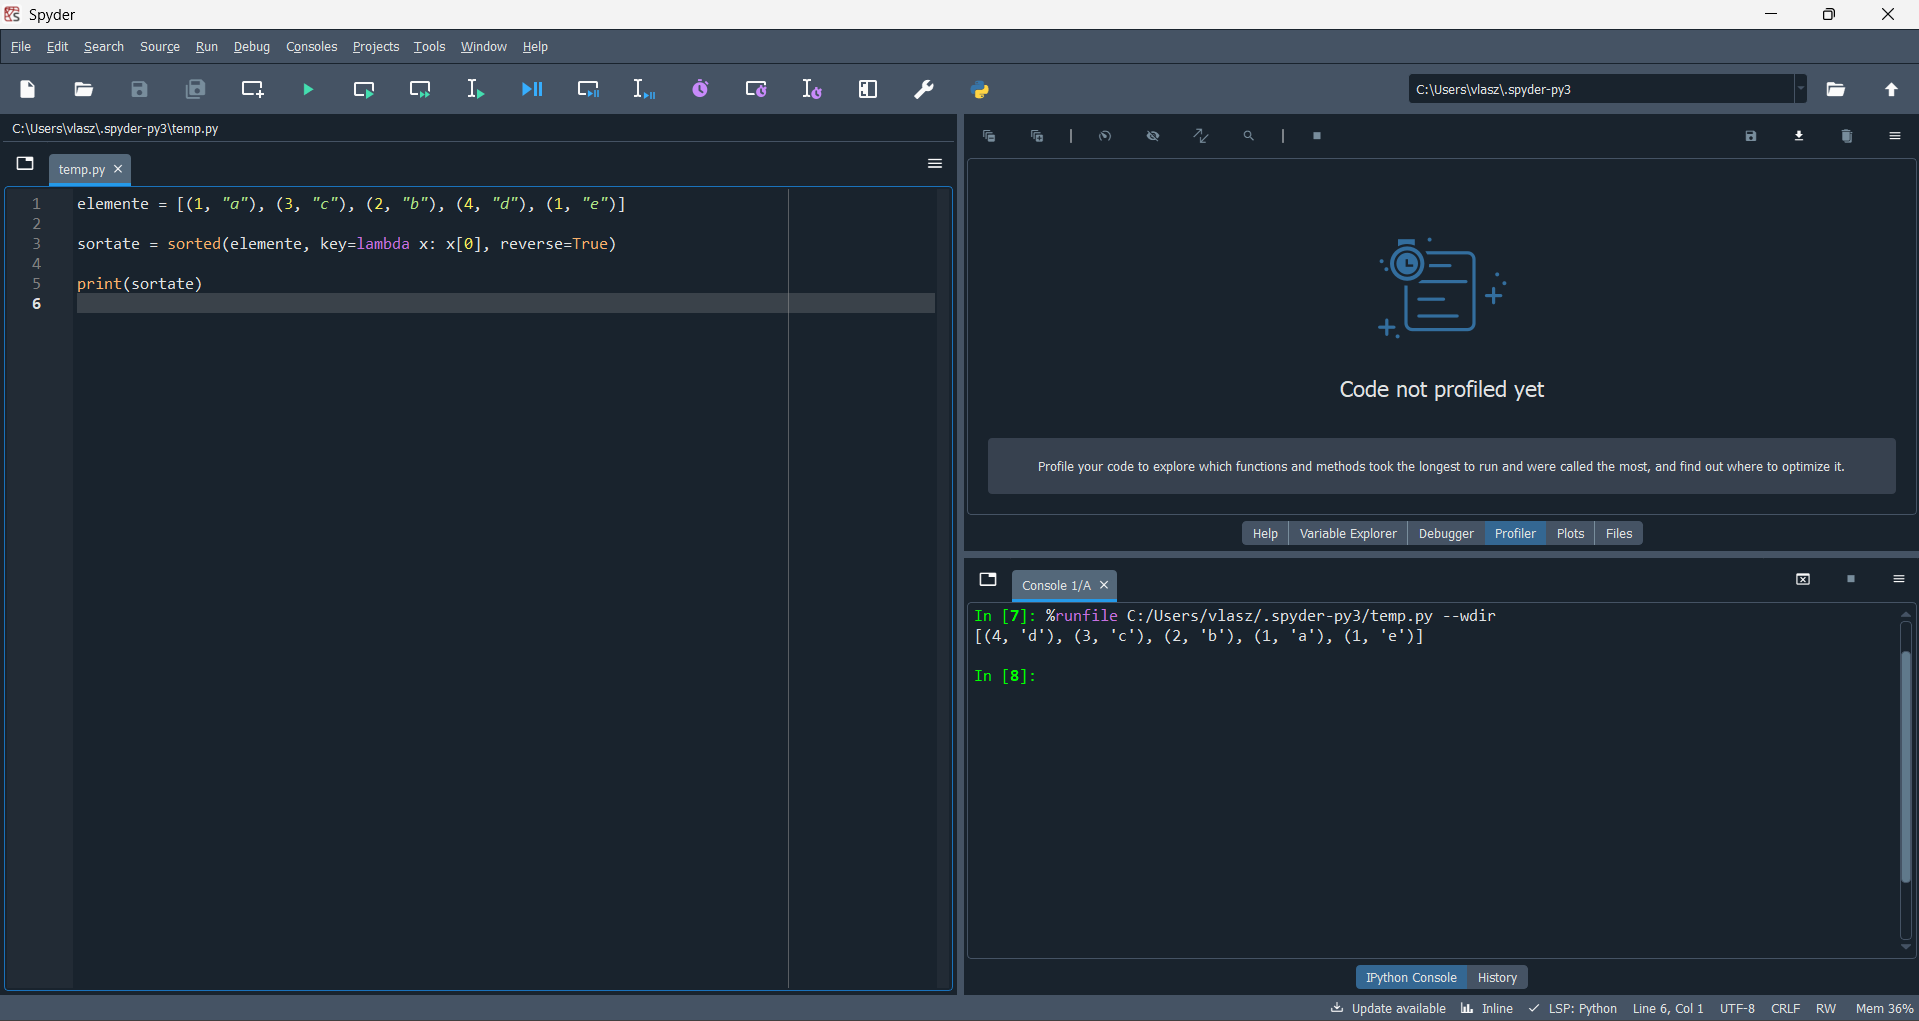 Spyder
File Edit Search Source Run Debug Consoles Projects Tools Window Help
C:\Users\vlasz\.spyder-py3
C:\Users\vlasz\.spyder-py3\temp.py
temp.py
1 elemente = [(1, "a"), (3, "c"), (2, "b"), (4, "d"), (1, "e")]
2
3 sortate = sorted(elemente, key=lambda x: x[0], reverse=True)
4
5 print(sortate)
6
Code not profiled yet
Profile your code to explore which functions and methods took the longest to run and were called the most, and find out where to optimize it.
Help Variable Explorer Debugger Profiler Plots Files
Console 1/A
In [7]: %runfile C:/Users/vlasz/.spyder-py3/temp.py --wdir
[(4, 'd'), (3, 'c'), (2, 'b'), (1, 'a'), (1, 'e')]
In [8]:
IPython Console History
Update available Inline LSP: Python Line 6, Col 1 UTF-8 CRLF RW Mem 36%